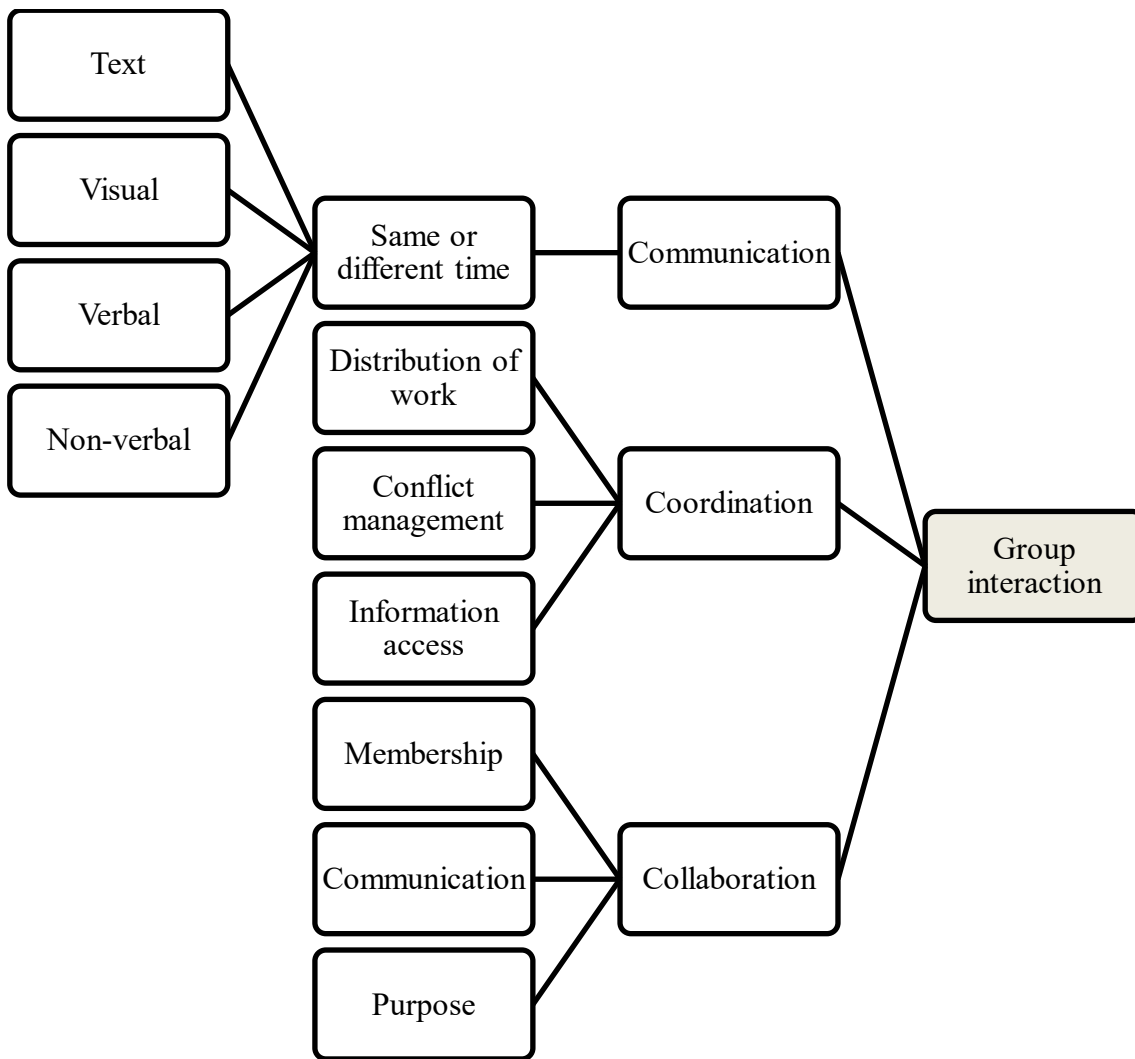 Text
Visual
Verbal
Non-verbal
Same or
different time
Distribution of
work
Conflict
management
Information
access
Membership
Communication
Purpose
Communication
Coordination
Collaboration
Group
interaction